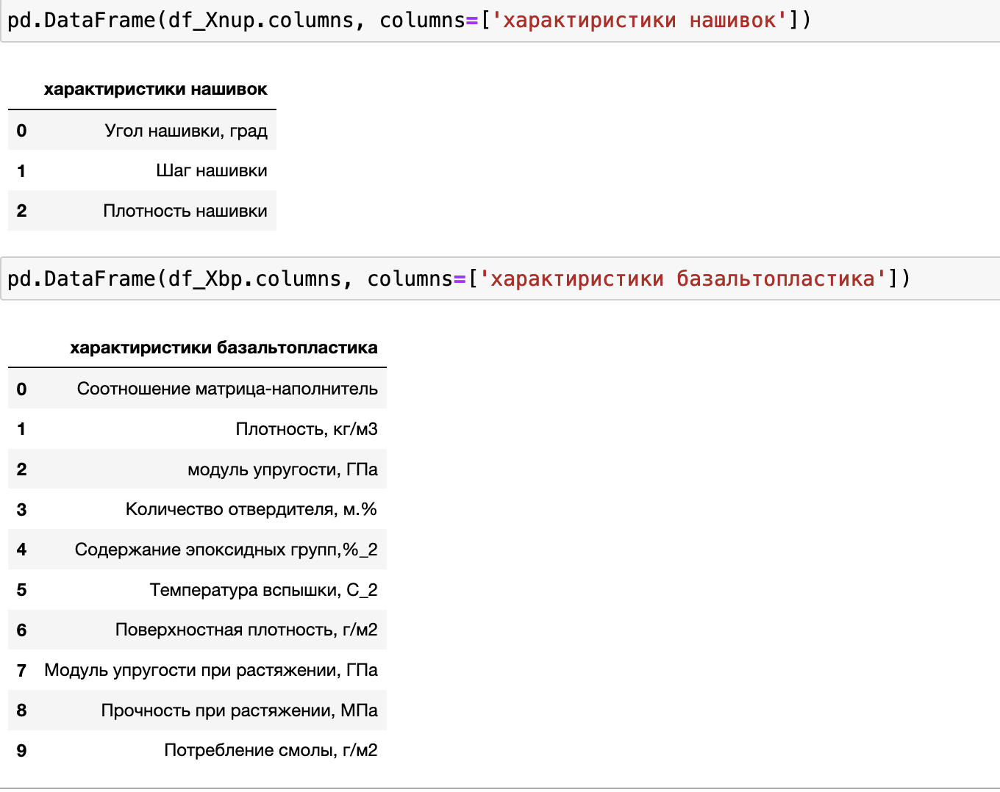 pd.DataFrame(df_Xnup.columns, columns=['характиристики нашивок'])
характиристики нашивок
0 Угол нашивки, град
1 Шаг нашивки
2 Плотность нашивки
pd.DataFrame(df_Xbp.columns, columns=['характиристики базальтопластика'])
характиристики базальтопластика
0 Соотношение матрица-наполнитель
1 Плотность, кг/м3
2 модуль упругости, ГПа
3 Количество отвердителя, м.%
4 Содержание эпоксидных групп,%_2
5 Температура вспышки, С_2
6 Поверхностная плотность, г/м2
7 Модуль упругости при растяжении, ГПа
8 Прочность при растяжении, МПа
9 Потребление смолы, г/м2